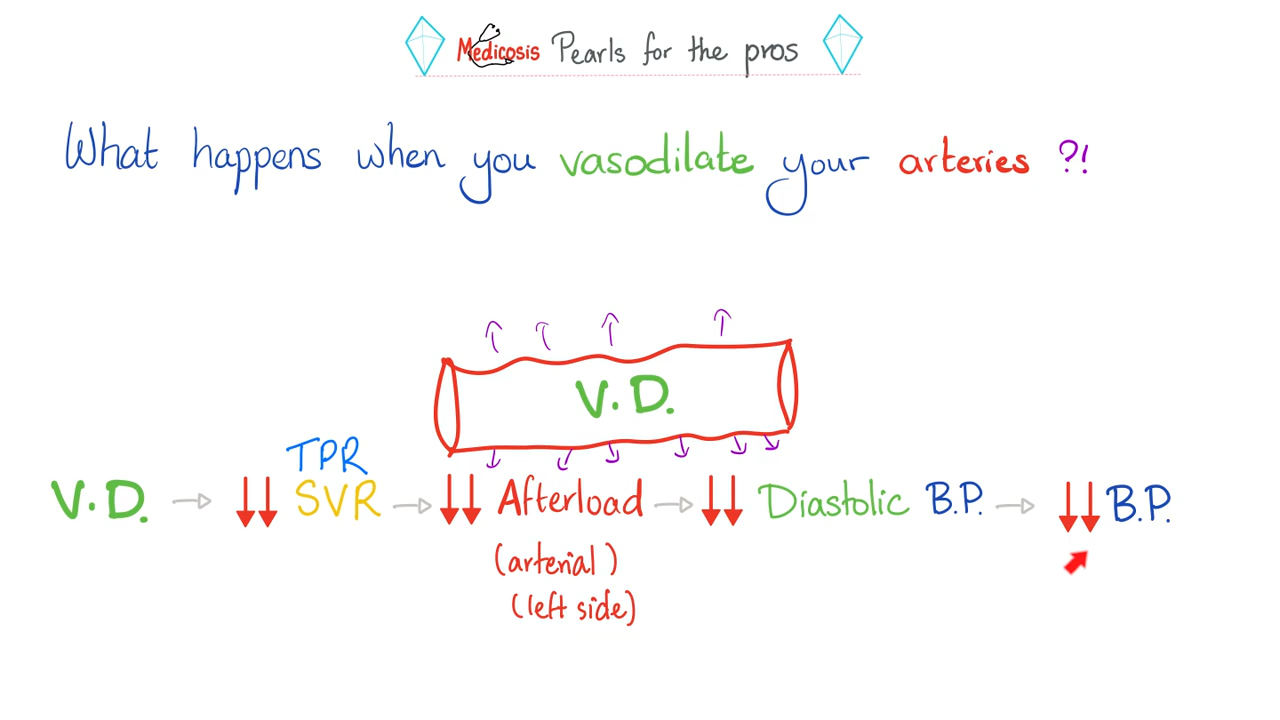 Medicosis Pearls for the pros
What happens when you vasodilate your arteries ?!
V.D.
TPR
V.D. → ↓↓ SVR → ↓↓ Afterload → ↓↓ Diastolic B.P. → ↓↓ B.P.
(arterial)
(left side)